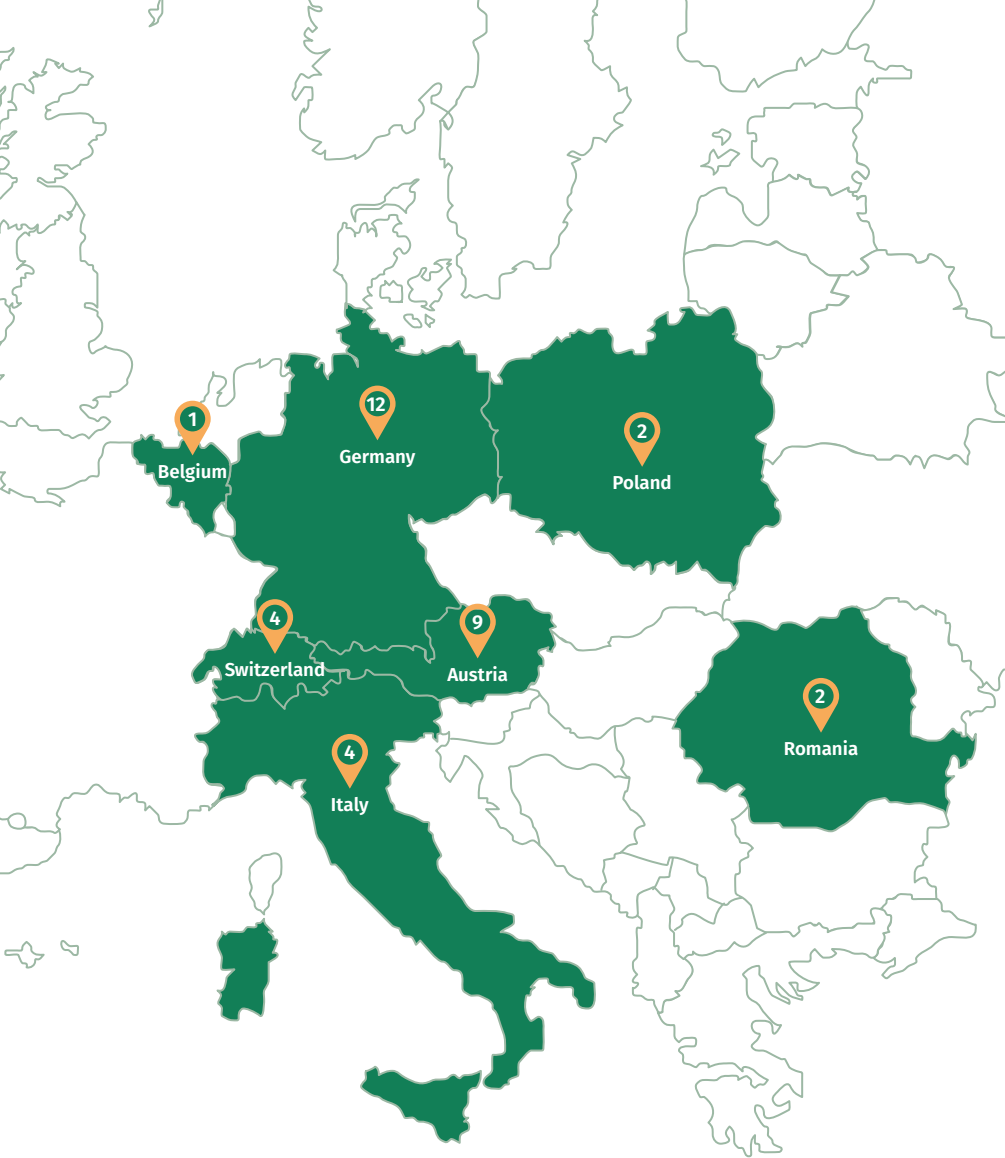 12
Germany
1
Belgium
2
Poland
4
Switzerland
9
Austria
2
Romania
4
Italy